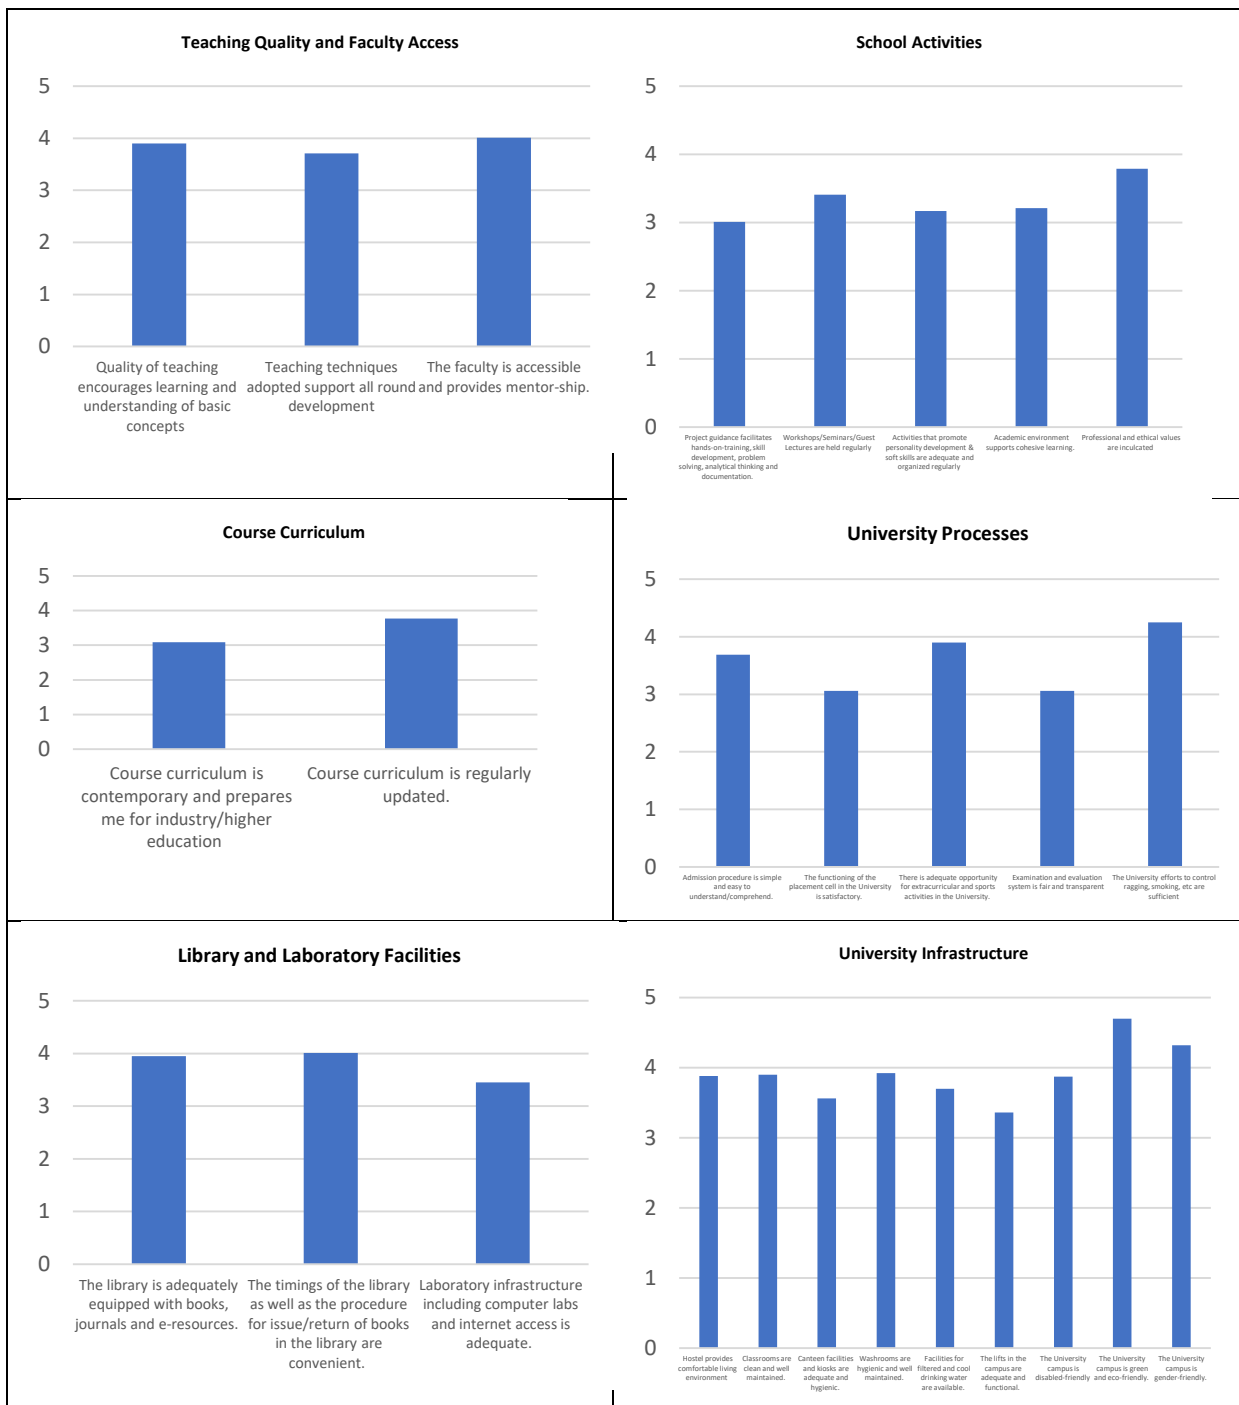 Teaching Quality and Faculty Access
5
4
3
2
1
0
Quality of teaching
encourages learning and
understanding of basic
concepts
Teaching techniques
adopted support all round
development
The faculty is accessible
and provides mentor-ship.
School Activities
5
4
3
2
1
0
Project guidance facilitates
hands-on-training, skill
development, problem
solving, analytical thinking and
documentation.
Workshops/Seminars/Guest
Lectures are held regularly
Activities that promote
personality development &
soft skills are adequate and
organized regularly
Academic environment
supports cohesive learning.
Professional and ethical values
are inculcated
Course Curriculum
5
4
3
2
1
0
Course curriculum is
contemporary and prepares
me for industry/higher
education
Course curriculum is regularly
updated.
University Processes
5
4
3
2
1
0
Admission procedure is simple
and easy to
understand/comprehend.
The functioning of the
placement cell in the University
is satisfactory.
There is adequate opportunity
for extracurricular and sports
activities in the University.
Examination and evaluation
system is fair and transparent
The University efforts to control
ragging, smoking, etc are
sufficient
Library and Laboratory Facilities
5
4
3
2
1
0
The library is adequately
equipped with books,
journals and e-resources.
The timings of the library
as well as the procedure
for issue/return of books
in the library are
convenient.
Laboratory infrastructure
including computer labs
and internet access is
adequate.
University Infrastructure
5
4
3
2
1
0
Hostel provides
comfortable living
environment
Classrooms are
clean and well
maintained.
Canteen facilities
and kiosks are
adequate and
hygienic.
Washrooms are
hygienic and well
maintained.
Facilities for
filtered and cool
drinking water
are available.
The lifts in the
campus are
adequate and
functional.
The University
campus is
disabled-friendly
The University
campus is green
and eco-friendly.
The University
campus is
gender-friendly.